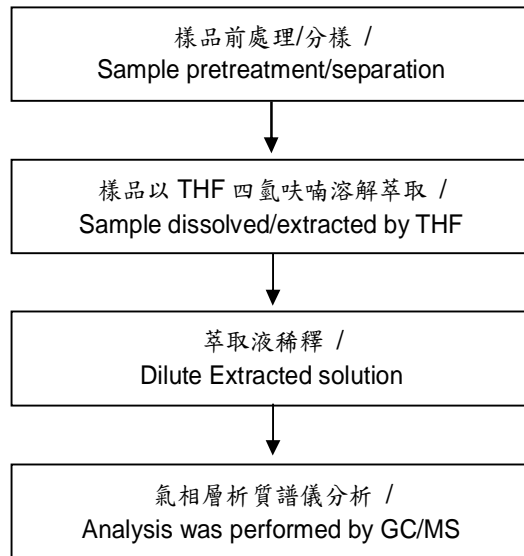 樣品前處理/分樣 /
Sample pretreatment/separation
樣品以 THF 四氫呋喃溶解萃取 /
Sample dissolved/extracted by THF
萃取液稀釋 /
Dilute Extracted solution
氣相層析質譜儀分析 /
Analysis was performed by GC/MS